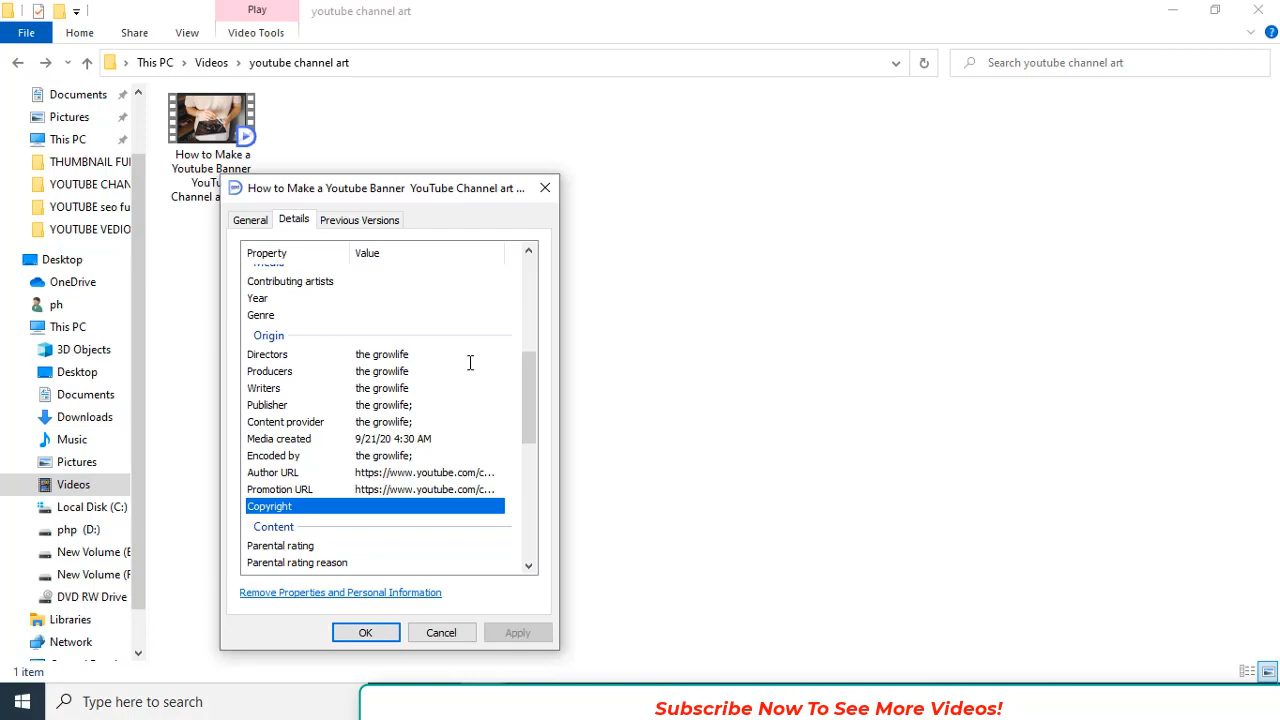 Play
youtube channel art
File
Home
Share
View
Video Tools
This PC
Videos
youtube channel art
Search youtube channel art
Documents
Pictures
This PC
THUMBNAIL FUI
YOUTUBE CHAN
YOUTUBE seo fu
YOUTUBE VEDIO
Desktop
OneDrive
ph
This PC
3D Objects
Desktop
Documents
Downloads
Music
Pictures
Videos
Local Disk (C:)
php (D:)
New Volume (E
New Volume (F
DVD RW Drive
Libraries
Network
How to Make a
Youtube Banner
YouTu
Channel a
How to Make a Youtube Banner YouTube Channel art ...
General
Details
Previous Versions
Property Value
Media
Contributing artists
Year
Genre
Origin
Directors the growlife
Producers the growlife
Writers the growlife
Publisher the growlife;
Content provider the growlife;
Media created 9/21/20 4:30 AM
Encoded by the growlife;
Author URL https://www.youtube.com/c...
Promotion URL https://www.youtube.com/c...
Copyright
Content
Parental rating
Parental rating reason
Remove Properties and Personal Information
OK
Cancel
Apply
1 item
Type here to search
Subscribe Now To See More Videos!